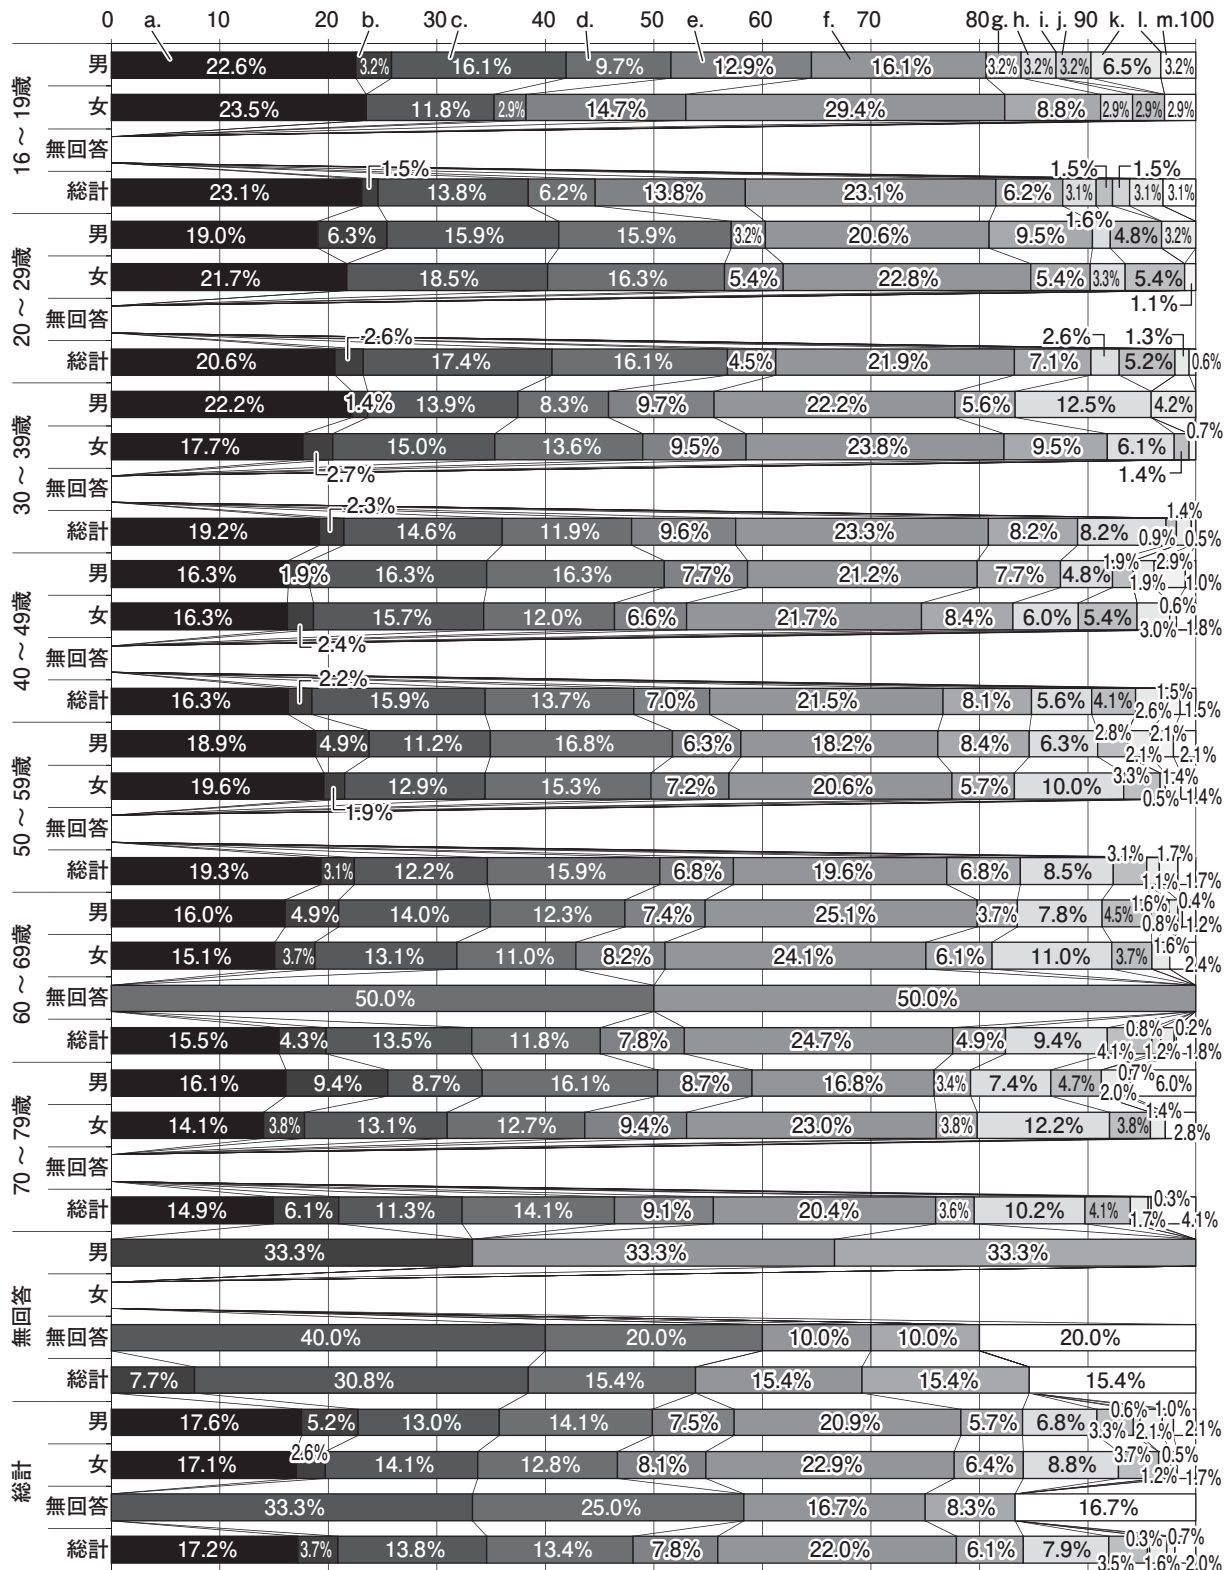 0 10 20 30 40 50 60 70 80 90 100
a. b. c. d. e. f. g. h. i. j. k. l. m.
16～19歳
男 22.6% 3.2% 16.1% 9.7% 12.9% 16.1% 3.2% 3.2% 3.2% 6.5% 3.2%
女 23.5% 11.8% 2.9% 14.7% 29.4% 8.8% 2.9% 2.9% 2.9%
無回答
総計 23.1% 1.5% 13.8% 6.2% 13.8% 23.1% 6.2% 3.1% 1.5% 1.5% 3.1% 3.1%
20～29歳
男 19.0% 6.3% 15.9% 15.9% 3.2% 20.6% 9.5% 1.6% 4.8% 3.2%
女 21.7% 18.5% 16.3% 5.4% 22.8% 5.4% 3.3% 5.4% 1.1%
無回答
総計 20.6% 2.6% 17.4% 16.1% 4.5% 21.9% 7.1% 2.6% 5.2% 1.3% 0.6%
30～39歳
男 22.2% 1.4% 13.9% 8.3% 9.7% 22.2% 5.6% 12.5% 4.2%
女 17.7% 2.7% 15.0% 13.6% 9.5% 23.8% 9.5% 6.1% 1.4% 0.7%
無回答
総計 19.2% 2.3% 14.6% 11.9% 9.6% 23.3% 8.2% 8.2% 0.9% 1.4% 0.5%
40～49歳
男 16.3% 1.9% 16.3% 16.3% 7.7% 21.2% 7.7% 4.8% 1.9% 1.9% 2.9% 1.0%
女 16.3% 2.4% 15.7% 12.0% 6.6% 21.7% 8.4% 6.0% 5.4% 3.0% 0.6% 1.8%
無回答
総計 16.3% 2.2% 15.9% 13.7% 7.0% 21.5% 8.1% 5.6% 4.1% 2.6% 1.5% 1.5%
50～59歳
男 18.9% 4.9% 11.2% 16.8% 6.3% 18.2% 8.4% 6.3% 2.8% 2.1% 2.1% 2.1%
女 19.6% 1.9% 12.9% 15.3% 7.2% 20.6% 5.7% 10.0% 3.3% 0.5% 1.4% 1.4%
無回答
総計 19.3% 3.1% 12.2% 15.9% 6.8% 19.6% 6.8% 8.5% 3.1% 1.1% 1.7% 1.7%
60～69歳
男 16.0% 4.9% 14.0% 12.3% 7.4% 25.1% 3.7% 7.8% 4.5% 1.6% 0.8% 0.4% 1.2%
女 15.1% 3.7% 13.1% 11.0% 8.2% 24.1% 6.1% 11.0% 3.7% 1.6% 2.4%
無回答 50.0% 50.0%
総計 15.5% 4.3% 13.5% 11.8% 7.8% 24.7% 4.9% 9.4% 4.1% 0.8% 1.2% 0.2% 1.8%
70～79歳
男 16.1% 9.4% 8.7% 16.1% 8.7% 16.8% 3.4% 7.4% 4.7% 2.0% 0.7% 6.0%
女 14.1% 3.8% 13.1% 12.7% 9.4% 23.0% 3.8% 12.2% 3.8% 1.4% 2.8%
無回答
総計 14.9% 6.1% 11.3% 14.1% 9.1% 20.4% 3.6% 10.2% 4.1% 1.7% 0.3% 4.1%
無回答
男 33.3% 33.3% 33.3%
女
無回答 40.0% 20.0% 10.0% 10.0% 20.0%
総計 7.7% 30.8% 15.4% 15.4% 15.4% 15.4%
総計
男 17.6% 5.2% 13.0% 14.1% 7.5% 20.9% 5.7% 6.8% 3.3% 0.6% 2.1% 1.0% 2.1%
女 17.1% 2.6% 14.1% 12.8% 8.1% 22.9% 6.4% 8.8% 3.7% 1.2% 0.5% 1.7%
無回答 33.3% 25.0% 16.7% 8.3% 16.7%
総計 17.2% 3.7% 13.8% 13.4% 7.8% 22.0% 6.1% 7.9% 3.5% 0.3% 1.6% 0.7% 2.0%